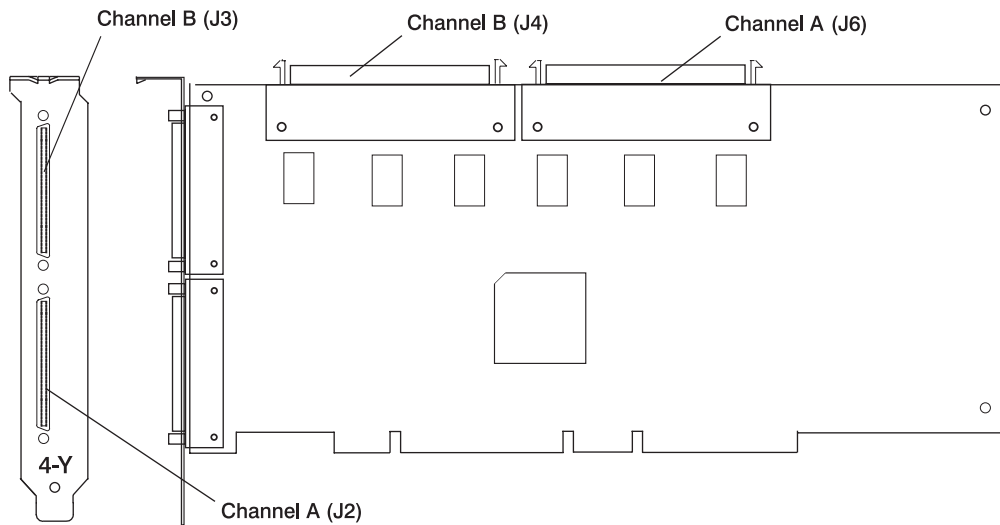 Channel B (J3)
Channel B (J4)
Channel A (J6)
4-Y
Channel A (J2)